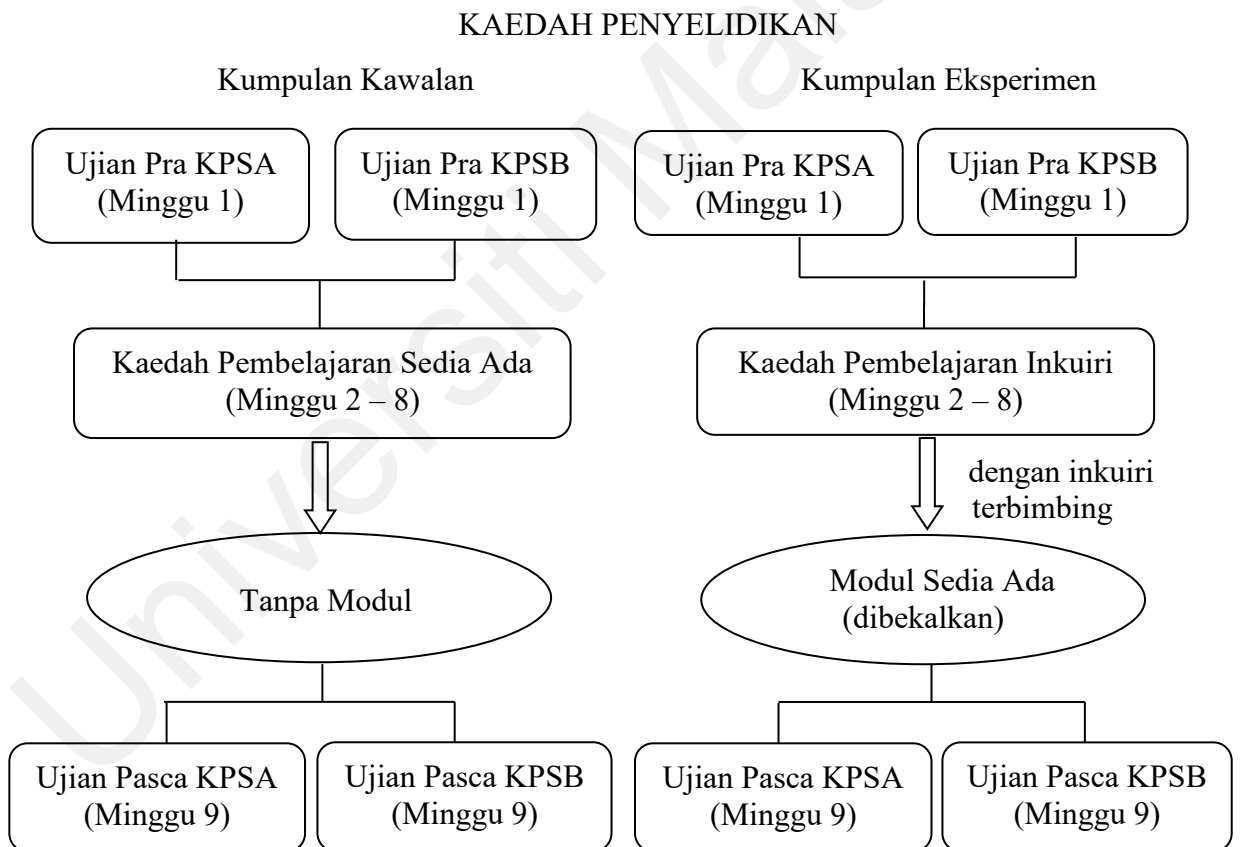 KAEDAH PENYELIDIKAN
Kumpulan Kawalan
Kumpulan Eksperimen
Ujian Pra KPSA
(Minggu 1)
Ujian Pra KPSB
(Minggu 1)
Ujian Pra KPSA
(Minggu 1)
Ujian Pra KPSB
(Minggu 1)
Kaedah Pembelajaran Sedia Ada
(Minggu 2 – 8)
Kaedah Pembelajaran Inkuiri
(Minggu 2 – 8)
dengan inkuiri
terbimbing
Tanpa Modul
Modul Sedia Ada
(dibekalkan)
Ujian Pasca KPSA
(Minggu 9)
Ujian Pasca KPSB
(Minggu 9)
Ujian Pasca KPSA
(Minggu 9)
Ujian Pasca KPSB
(Minggu 9)
Universiti